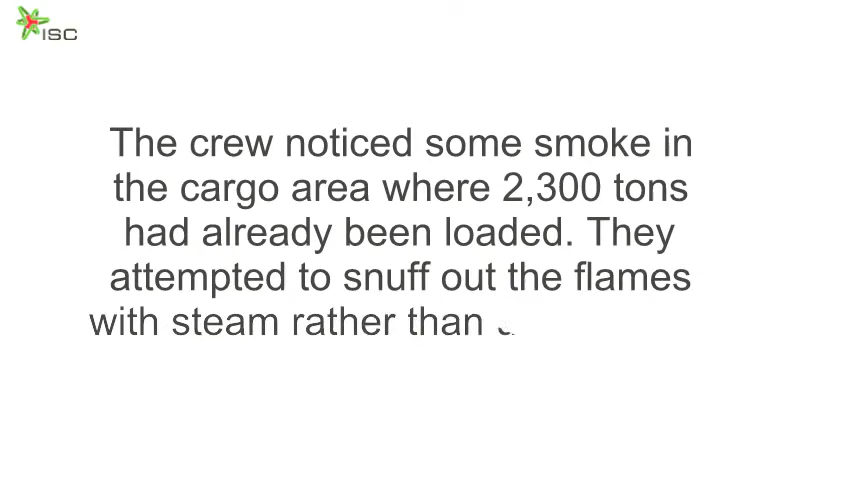 ISC
The crew noticed some smoke in
the cargo area where 2,300 tons
had already been loaded. They
attempted to snuff out the flames
with steam rather than